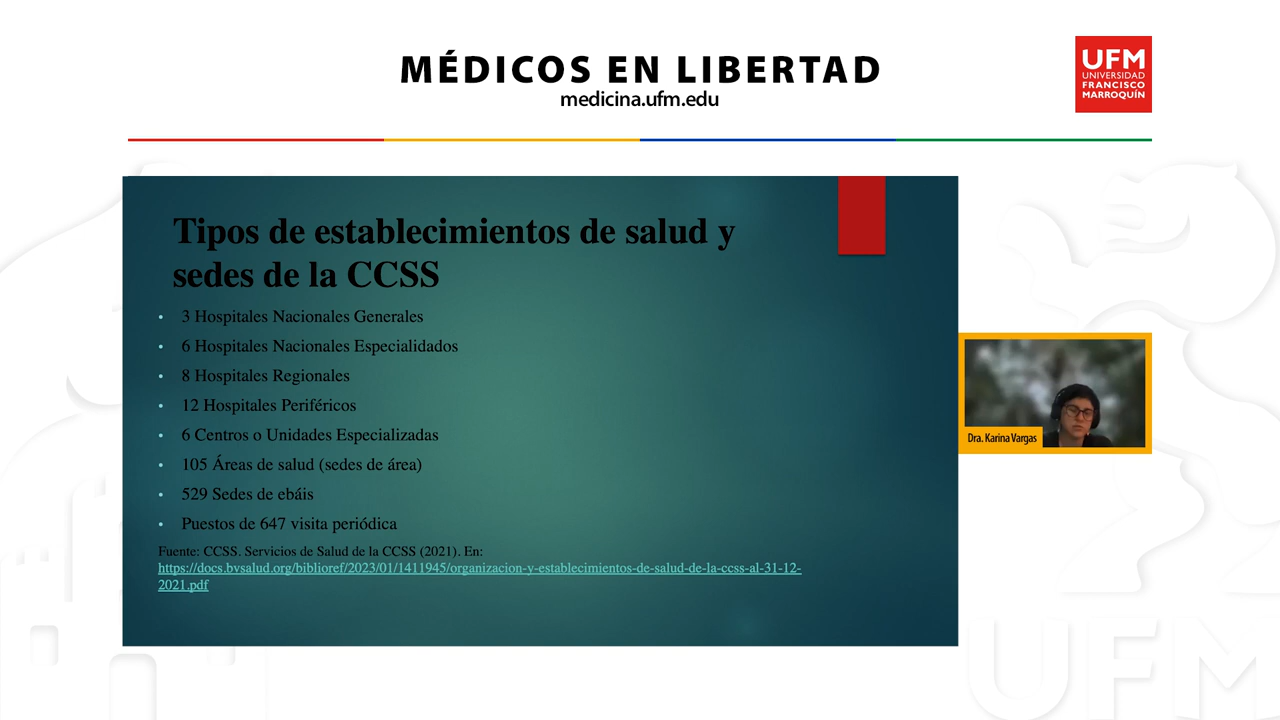 MÉDICOS EN LIBERTAD
medicina.ufm.edu
UFM
UNIVERSIDAD
FRANCISCO
MARROQUÍN
Tipos de establecimientos de salud y
sedes de la CCSS
• 3 Hospitales Nacionales Generales
• 6 Hospitales Nacionales Especialidados
• 8 Hospitales Regionales
• 12 Hospitales Periféricos
• 6 Centros o Unidades Especializadas
• 105 Áreas de salud (sedes de área)
• 529 Sedes de ebáis
• Puestos de 647 visita periódica
Fuente: CCSS. Servicios de Salud de la CCSS (2021). En:
https://docs.bvsalud.org/biblioref/2023/01/1411945/organizacion-y-establecimientos-de-salud-de-la-ccss-al-31-12-
2021.pdf
Dra. Karina Vargas
UFM